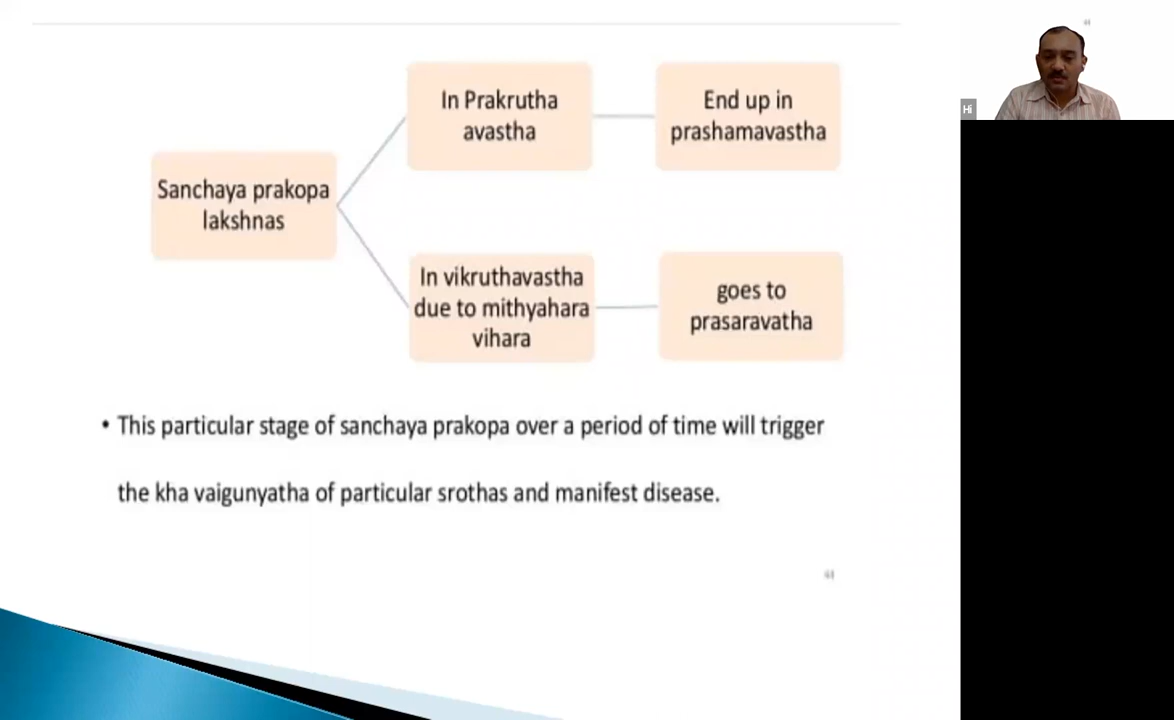 In Prakrutha
avastha
End up in
prashamavastha
Sanchaya prakopa
lakshnas
In vikruthavastha
due to mithyahara
vihara
goes to
prasaravatha
• This particular stage of sanchaya prakopa over a period of time will trigger
the kha vaigunyatha of particular srothas and manifest disease.
Hi